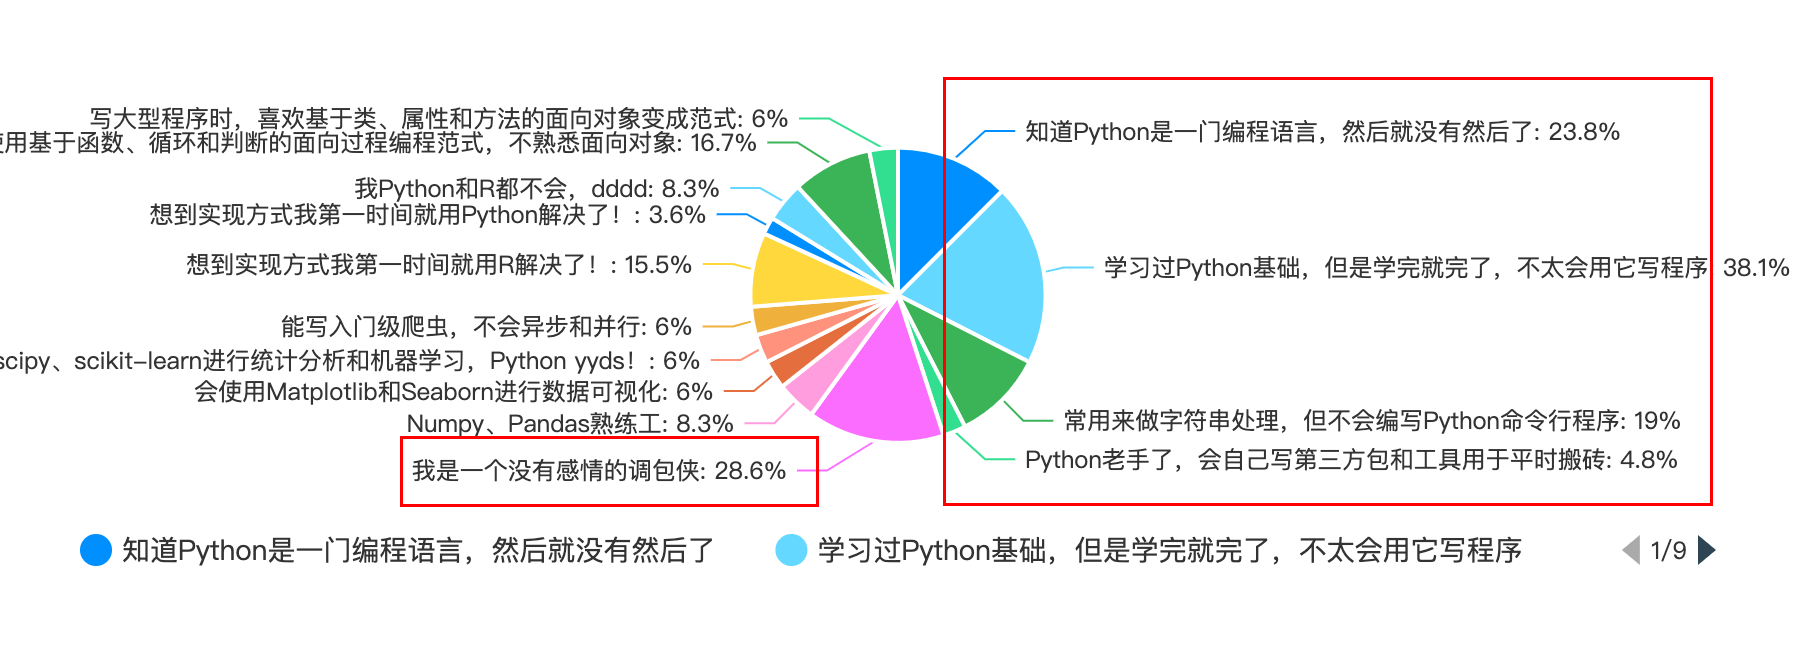 写大型程序时，喜欢基于类、属性和方法的面向对象变成范式: 6%
使用基于函数、循环和判断的面向过程编程范式，不熟悉面向对象: 16.7%
我Python和R都不会，dddd: 8.3%
想到实现方式我第一时间就用Python解决了！: 3.6%
想到实现方式我第一时间就用R解决了！: 15.5%
能写入门级爬虫，不会异步和并行: 6%
scipy、scikit-learn进行统计分析和机器学习，Python yyds！: 6%
会使用Matplotlib和Seaborn进行数据可视化: 6%
Numpy、Pandas熟练工: 8.3%
我是一个没有感情的调包侠: 28.6%
知道Python是一门编程语言，然后就没有然后了: 23.8%
学习过Python基础，但是学完就完了，不太会用它写程序: 38.1%
常用来做字符串处理，但不会编写Python命令行程序: 19%
Python老手了，会自己写第三方包和工具用于平时搬砖: 4.8%
知道Python是一门编程语言，然后就没有然后了
学习过Python基础，但是学完就完了，不太会用它写程序
1/9